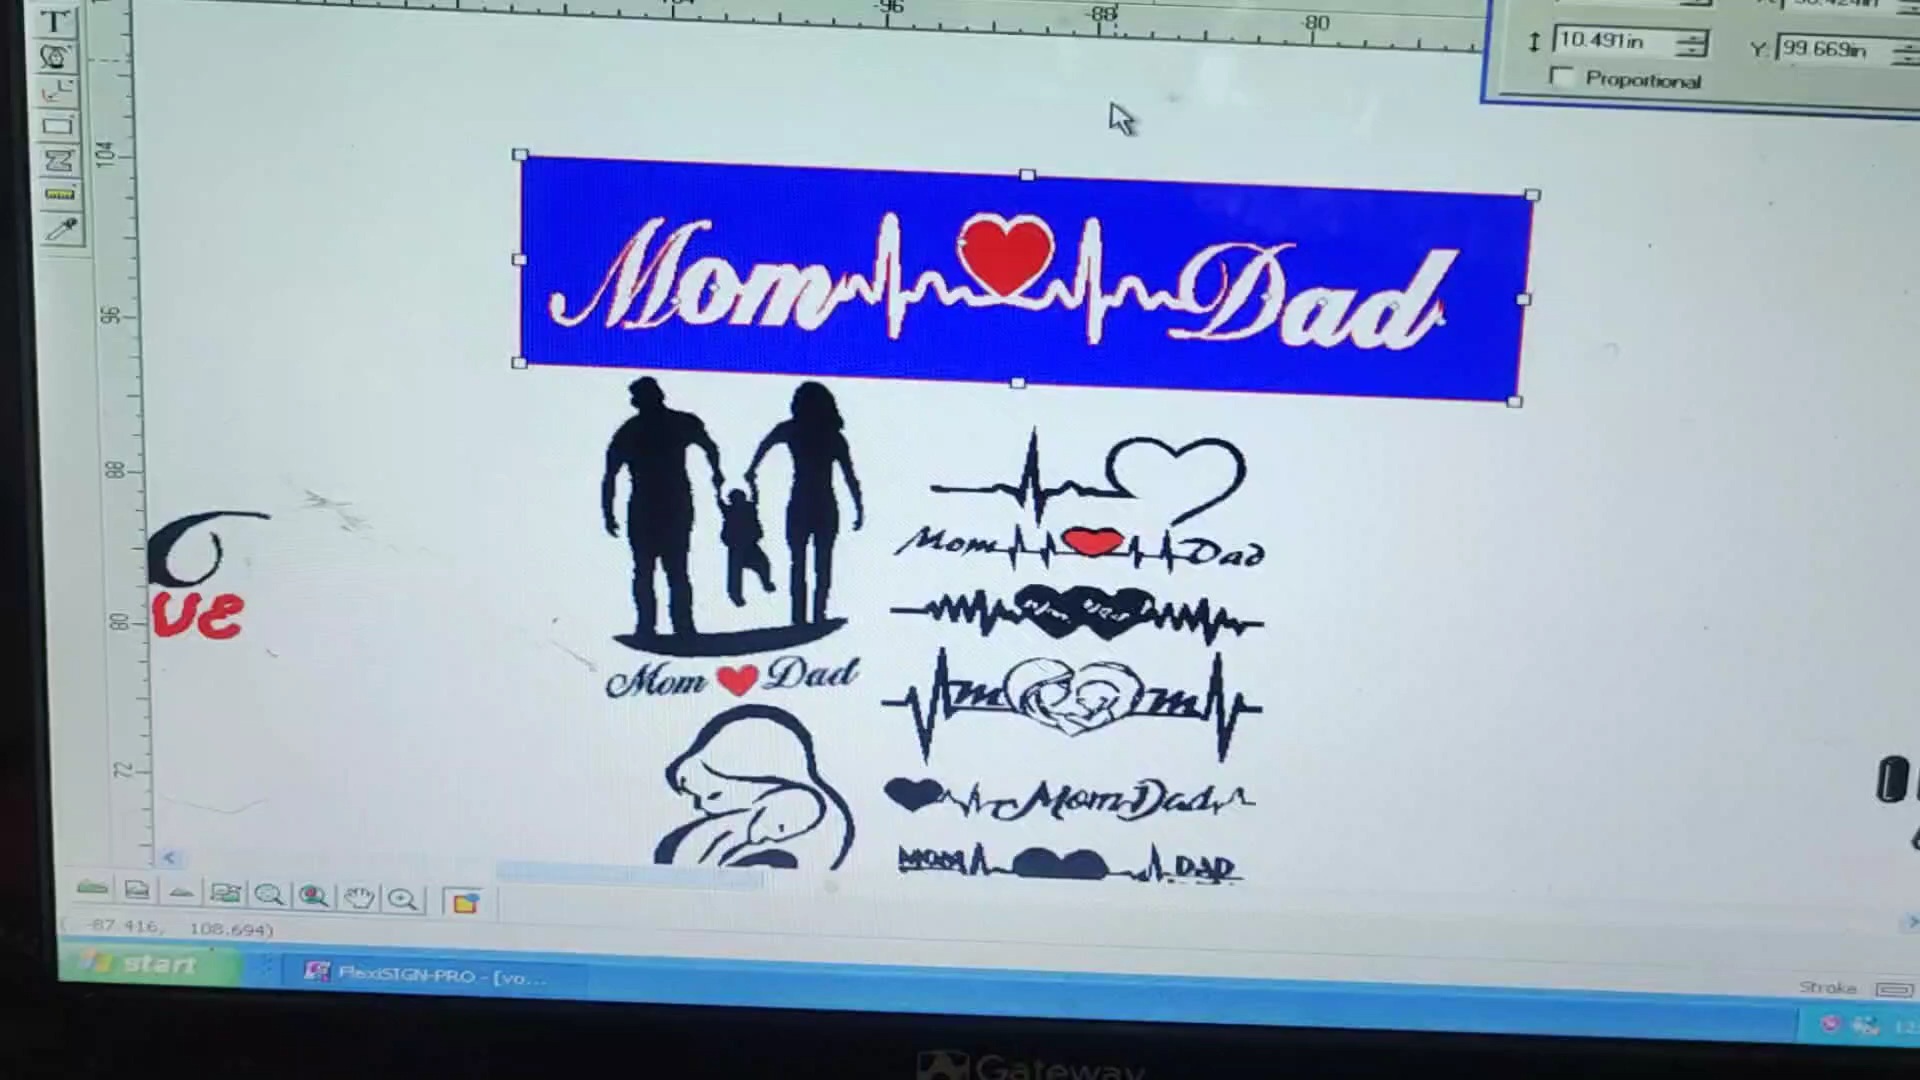 -96
-88
-80
10.491in
Y: 99.669in
Proportional
T
104
96
88
80
72
Mom Dad
Mom Dad
ve
Mom Dad
m m
Mom Dad
MOM DAD
( -87.416, 108.694)
start
FlexiSIGN-PRO - [vo...
Stroke
Gateway